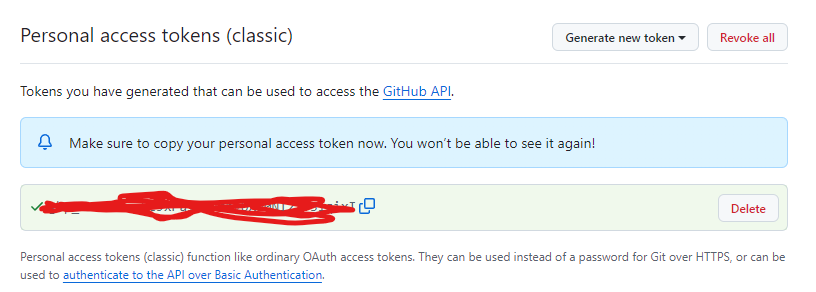 Personal access tokens (classic)
Generate new token
Revoke all
Tokens you have generated that can be used to access the GitHub API.
Make sure to copy your personal access token now. You won't be able to see it again!
Delete
Personal access tokens (classic) function like ordinary OAuth access tokens. They can be used instead of a password for Git over HTTPS, or can be
used to authenticate to the API over Basic Authentication.